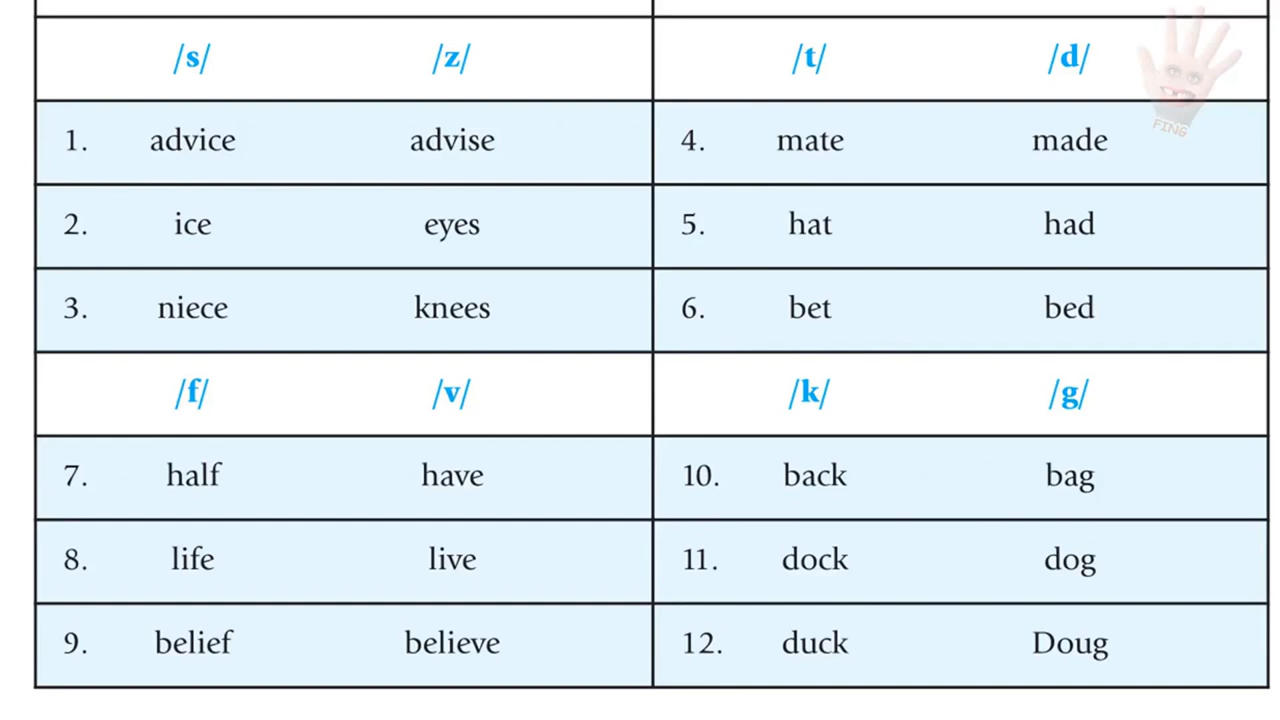 /s/ /z/ /t/ /d/
1. advice advise 4. mate made
2. ice eyes 5. hat had
3. niece knees 6. bet bed
/f/ /v/ /k/ /g/
7. half have 10. back bag
8. life live 11. dock dog
9. belief believe 12. duck Doug
FING